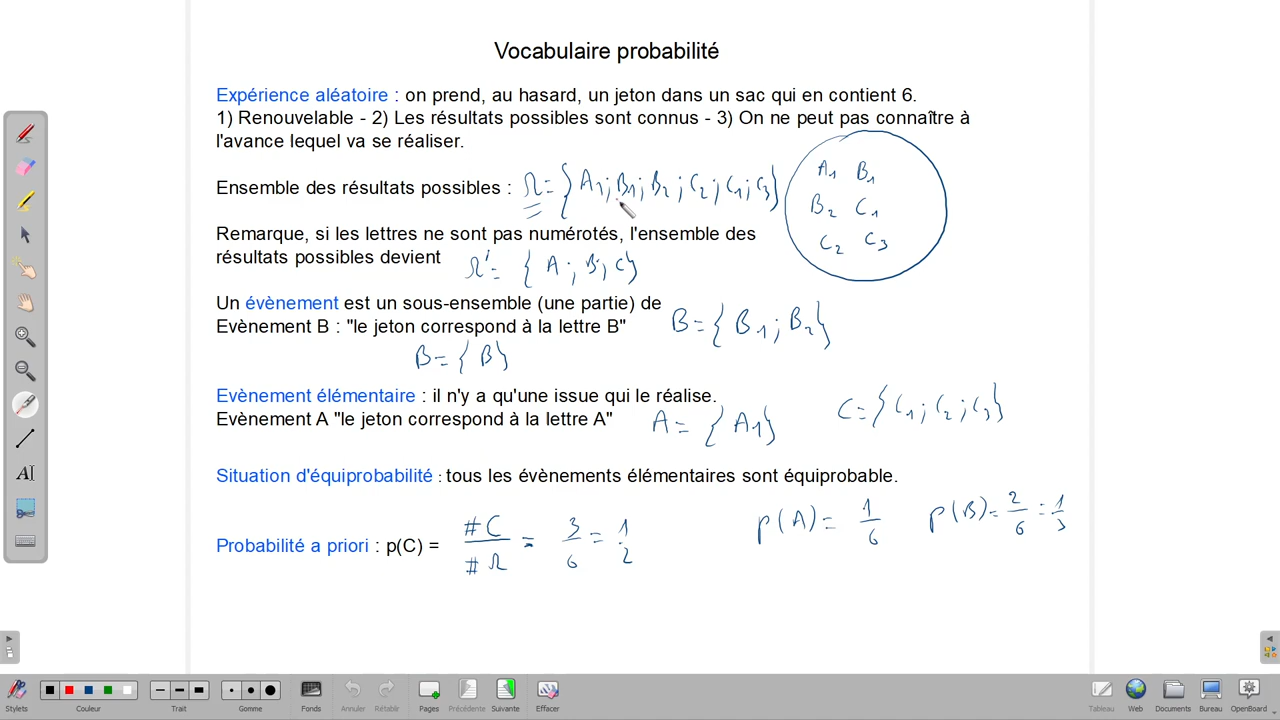 Vocabulaire probabilité
Expérience aléatoire : on prend, au hasard, un jeton dans un sac qui en contient 6.
1) Renouvelable - 2) Les résultats possibles sont connus - 3) On ne peut pas connaître à
l'avance lequel va se réaliser.
A1 B1
B2 C1
C2 C3
Ensemble des résultats possibles : Ω = {A1; B1; B2; C2; C1; C3}
Remarque, si les lettres ne sont pas numérotés, l'ensemble des
résultats possibles devient Ω' = {A; B; C}
Un évènement est un sous-ensemble (une partie) de
Evènement B : "le jeton correspond à la lettre B" B = {B1; B2}
B = {B}
Evènement élémentaire : il n'y a qu'une issue qui le réalise.
Evènement A "le jeton correspond à la lettre A" A = {A1} C = {C1; C2; C3}
Situation d'équiprobabilité : tous les évènements élémentaires sont équiprobable.
p(A) = 1/6 p(B) = 2/6 = 1/3
Probabilité a priori : p(C) = #C / #Ω = 3/6 = 1/2
Stylets Couleur Trait Gomme Fonds Annuler Rétablir Pages Précédente Suivante Effacer Tableau Web Documents Bureau OpenBoard